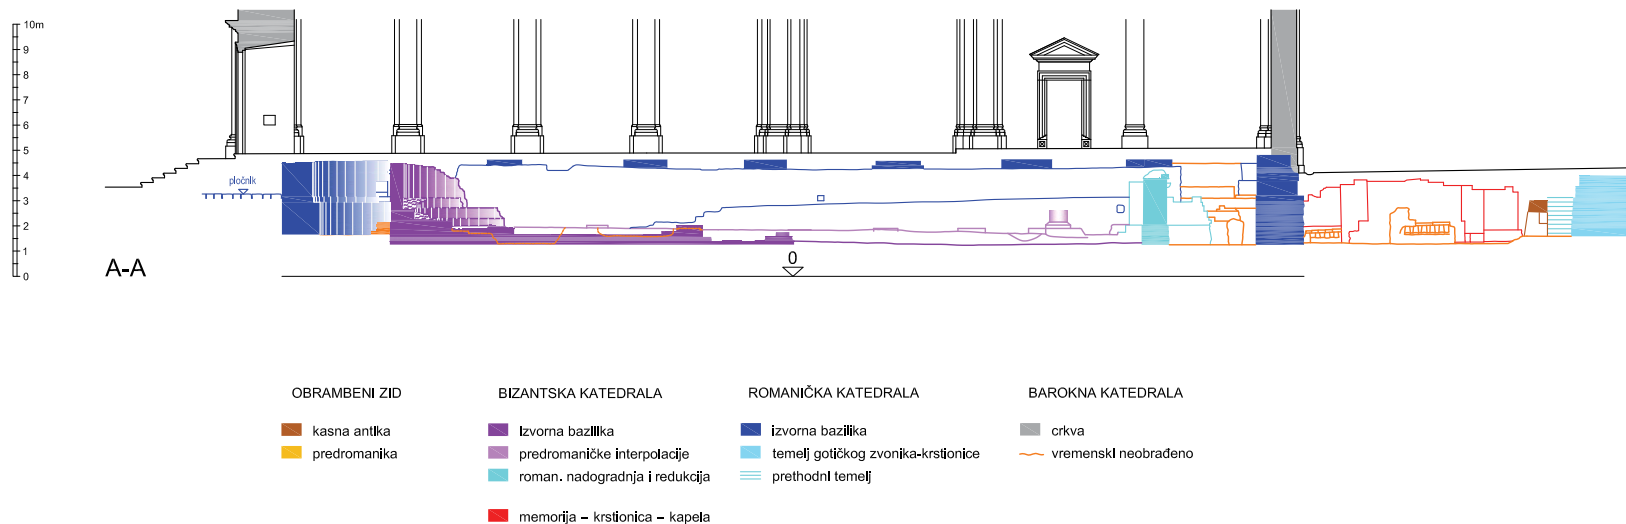 10m
9
8
7
6
5
4
3
2
1
0
pločnik
A-A
0
OBRAMBENI ZID
kasna antika
predromanika
BIZANTSKA KATEDRALA
Izvorna bazilika
predromaničke interpolacije
roman. nadogradnja i redukcija
memorija – krstionica – kapela
ROMANIČKA KATEDRALA
izvorna bazilika
temelj gotičkog zvonika-krstionice
prethodni temelj
BAROKNA KATEDRALA
crkva
vremenski neobrađeno